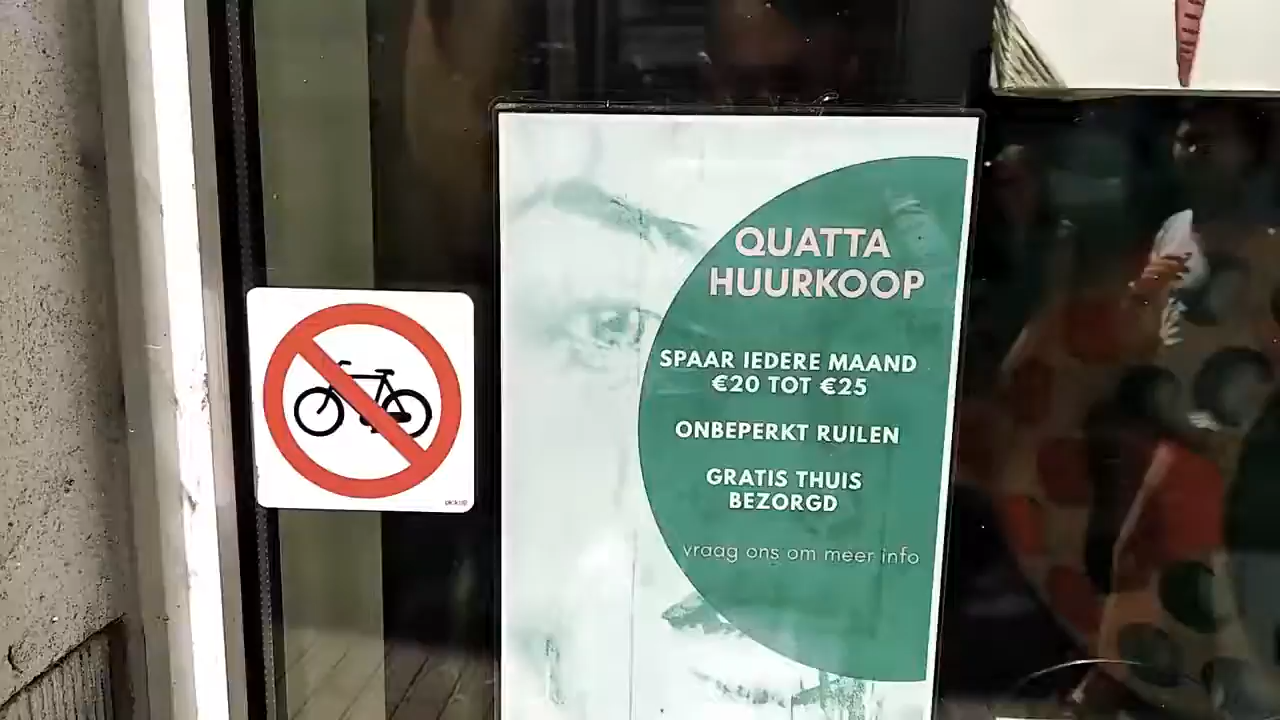 QUATTA
HUURKOOP
SPAAR IEDERE MAAND
€20 TOT €25
ONBEPERKT RUILEN
GRATIS THUIS
BEZORGD
vraag ons om meer info